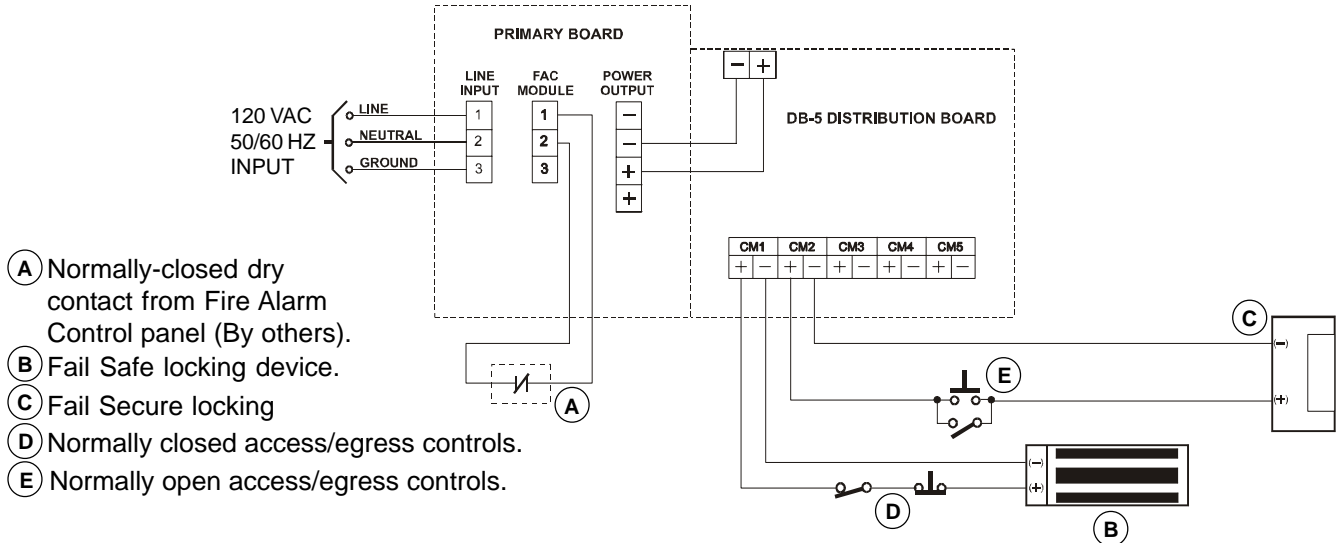 PRIMARY BOARD
LINE INPUT
FAC MODULE
POWER OUTPUT
1
2
3
1
2
3
−
−
+
+
120 VAC
50/60 HZ
INPUT
LINE
NEUTRAL
GROUND
− +
DB-5 DISTRIBUTION BOARD
CM1 CM2 CM3 CM4 CM5
+ − + − + − + − + −
A Normally-closed dry
contact from Fire Alarm
Control panel (By others).
B Fail Safe locking device.
C Fail Secure locking
D Normally closed access/egress controls.
E Normally open access/egress controls.
A
C
(−)
(+)
E
(−)
(+)
D
B